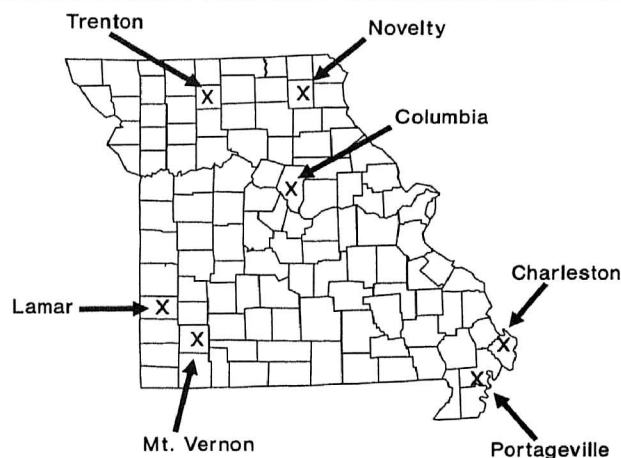 Trenton
Novelty
X
X
Columbia
X
Charleston
Lamar
X
X
X
X
Mt. Vernon
Portageville